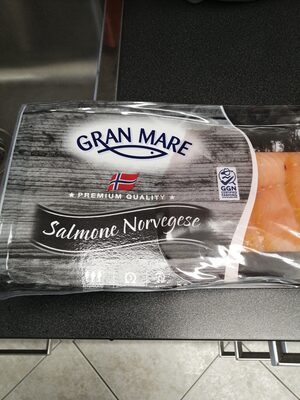 GRAN MARE
PREMIUM QUALITY
Salmone Norvegese
GGN